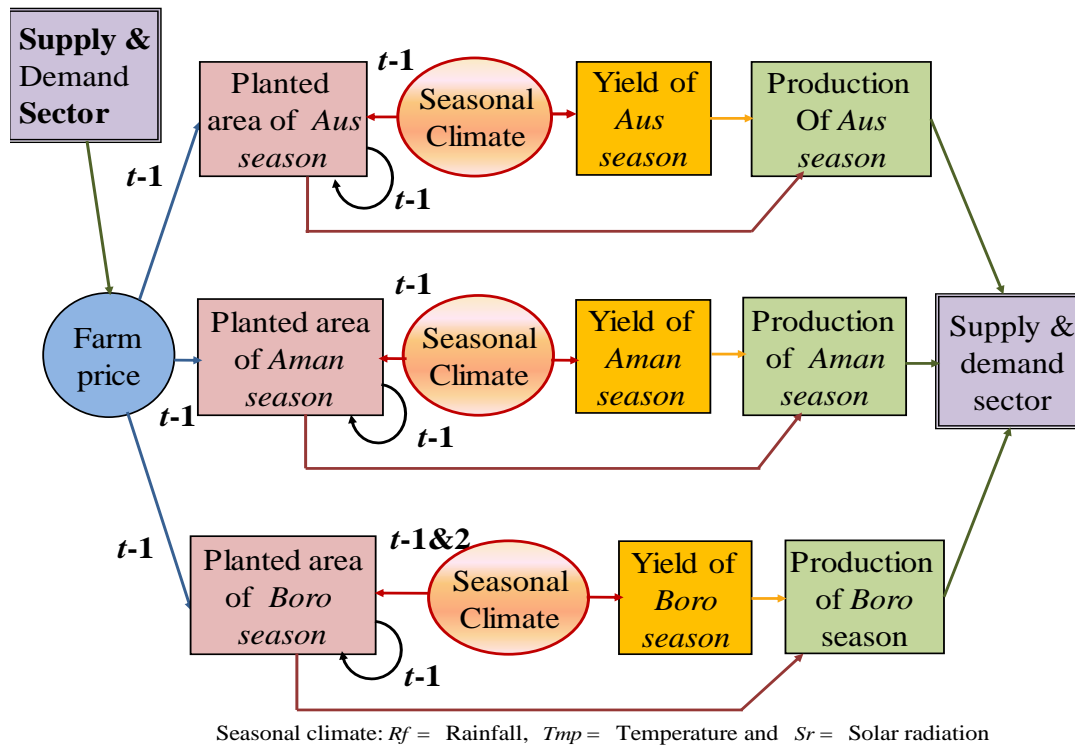 Supply &
Demand
Sector
t-1
Planted
area of Aus
season
t-1
t-1
Seasonal
Climate
Yield of
Aus
season
Production
Of Aus
season
Farm
price
t-1
Planted area
of Aman
season
t-1
t-1
Seasonal
Climate
Yield of
Aman
season
Production
of Aman
season
Supply &
demand
sector
t-1
Planted area
of Boro
season
t-1&2
t-1
Seasonal
Climate
Yield of
Boro
season
Production
of Boro
season
Seasonal climate: Rf = Rainfall, Tmp = Temperature and Sr = Solar radiation